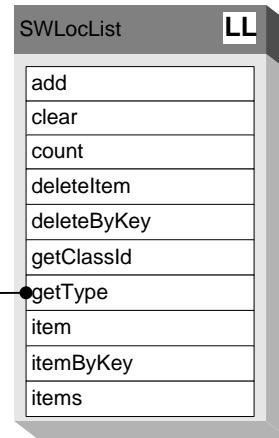 SWLocList LL
add
clear
count
deleteItem
deleteByKey
getClassId
getType
item
itemByKey
items